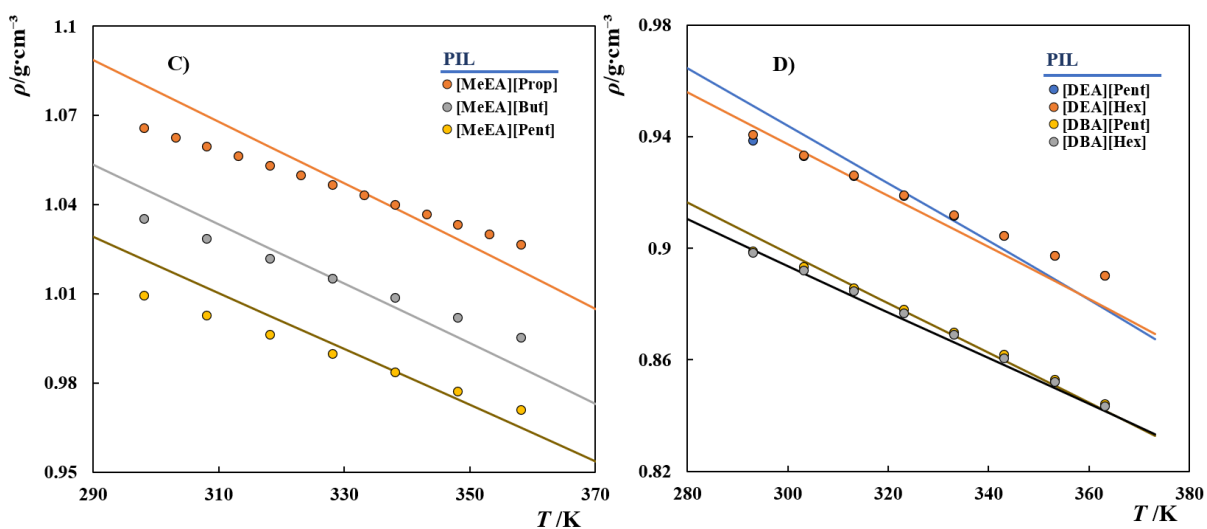 C)
PIL
[MeEA][Prop]
[MeEA][But]
[MeEA][Pent]
ρ/g·cm⁻³
1.1
1.07
1.04
1.01
0.98
0.95
290 310 330 350 370
T /K
D)
PIL
[DEA][Pent]
[DEA][Hex]
[DBA][Pent]
[DBA][Hex]
ρ/g·cm⁻³
0.98
0.94
0.9
0.86
0.82
280 300 320 340 360 380
T /K